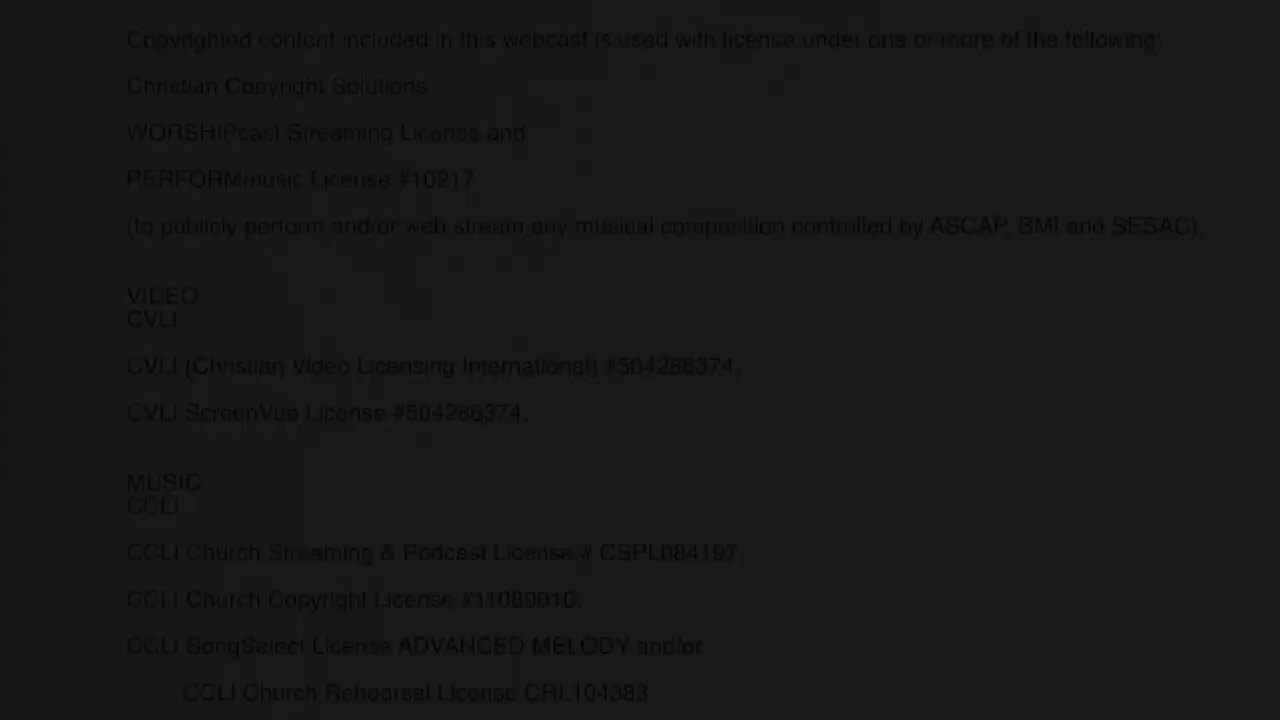 Copyrighted content included in this webcast is used with license under one or more of the following:
Christian Copyright Solutions
WORSHIPcast Streaming License and
PERFORMmusic License #10217
(to publicly perform and/or web stream any musical composition controlled by ASCAP, BMI and SESAC).
VIDEO
CVLI
CVLI (Christian Video Licensing International) #504286374.
CVLI ScreenVue License #504286374.
MUSIC
CCLI
CCLI Church Streaming & Podcast License # CSPL084197.
CCLI Church Copyright License #11089010.
CCLI SongSelect License ADVANCED MELODY and/or
CCLI Church Rehearsal License CRL104383